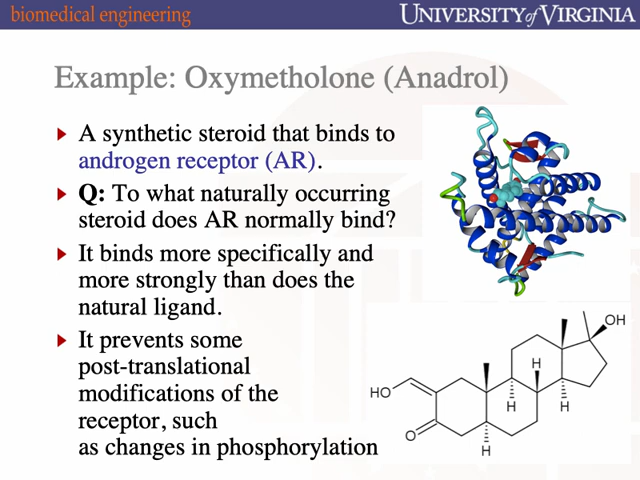 biomedical engineering
UNIVERSITY of VIRGINIA
Example: Oxymetholone (Anadrol)
A synthetic steroid that binds to
androgen receptor (AR).
Q: To what naturally occurring
steroid does AR normally bind?
It binds more specifically and
more strongly than does the
natural ligand.
It prevents some
post-translational
modifications of the
receptor, such
as changes in phosphorylation
OH
H
HO
H
H
O
H